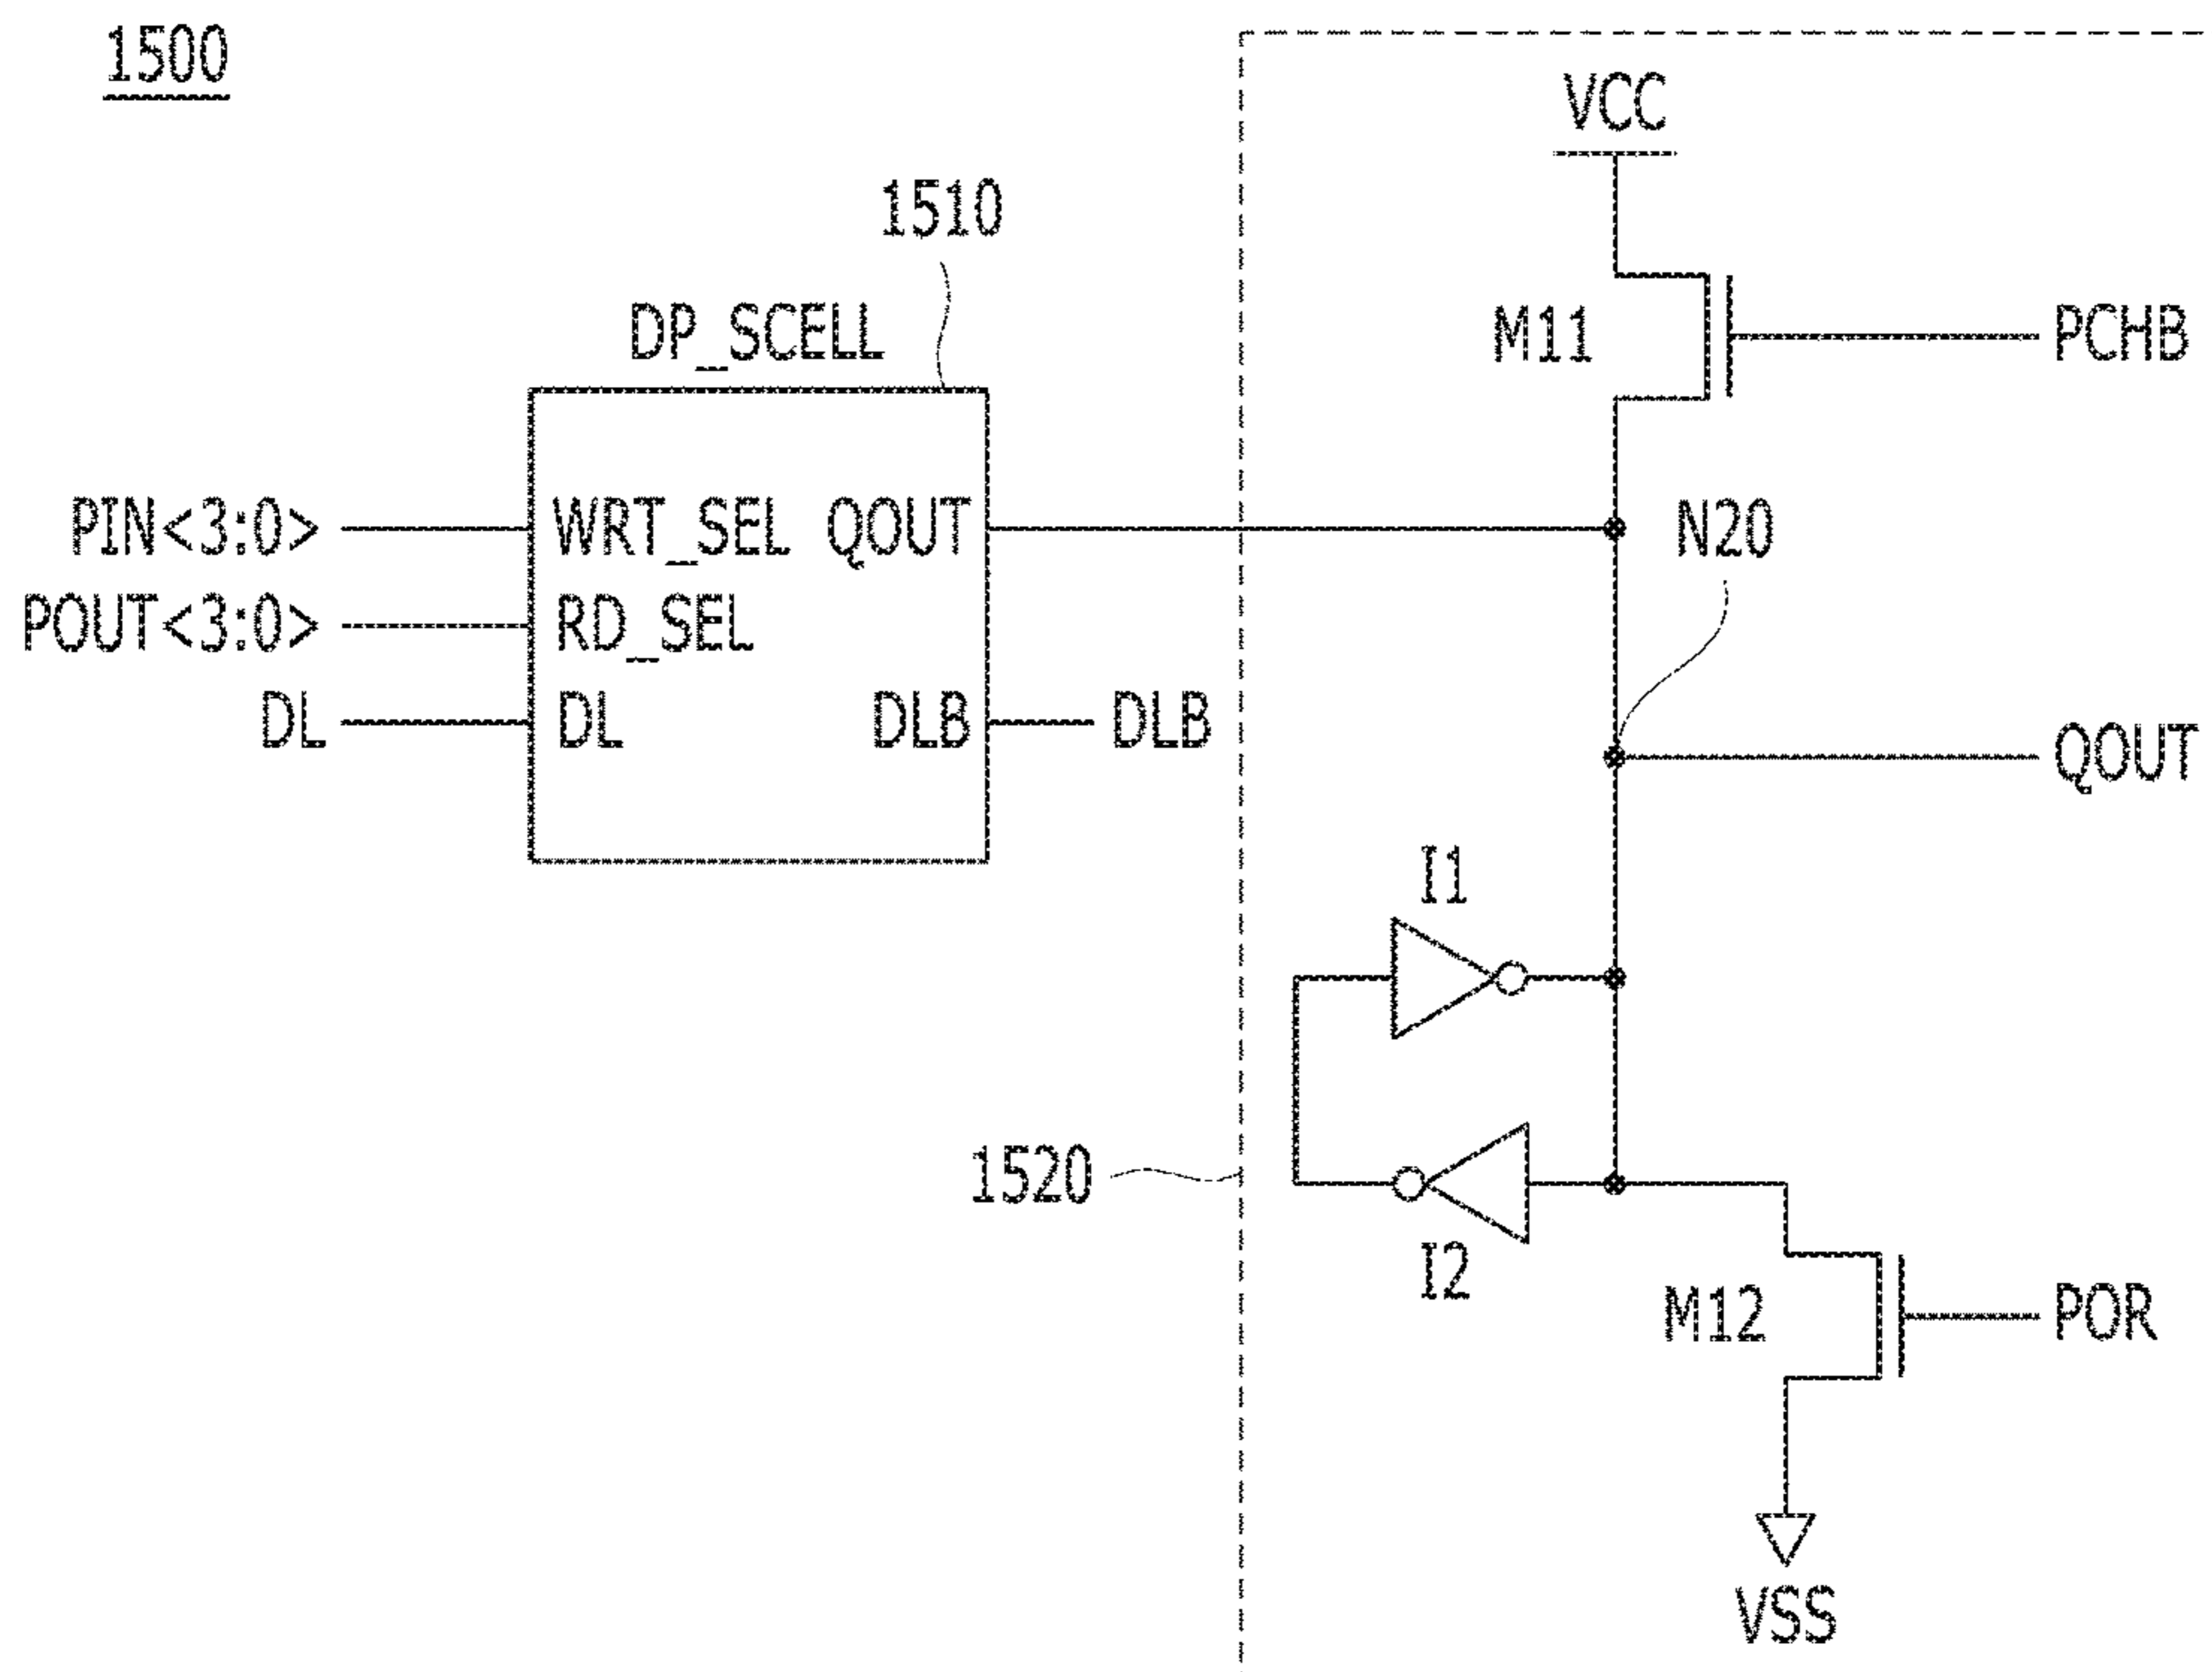 1500
VCC
1510
DP_SCELL
M11
PCHB
PIN<3:0>
WRT_SEL
QOUT
N20
POUT<3:0>
RD_SEL
DL
DL
DLB
DLB
QOUT
I1
1520
I2
M12
POR
VSS